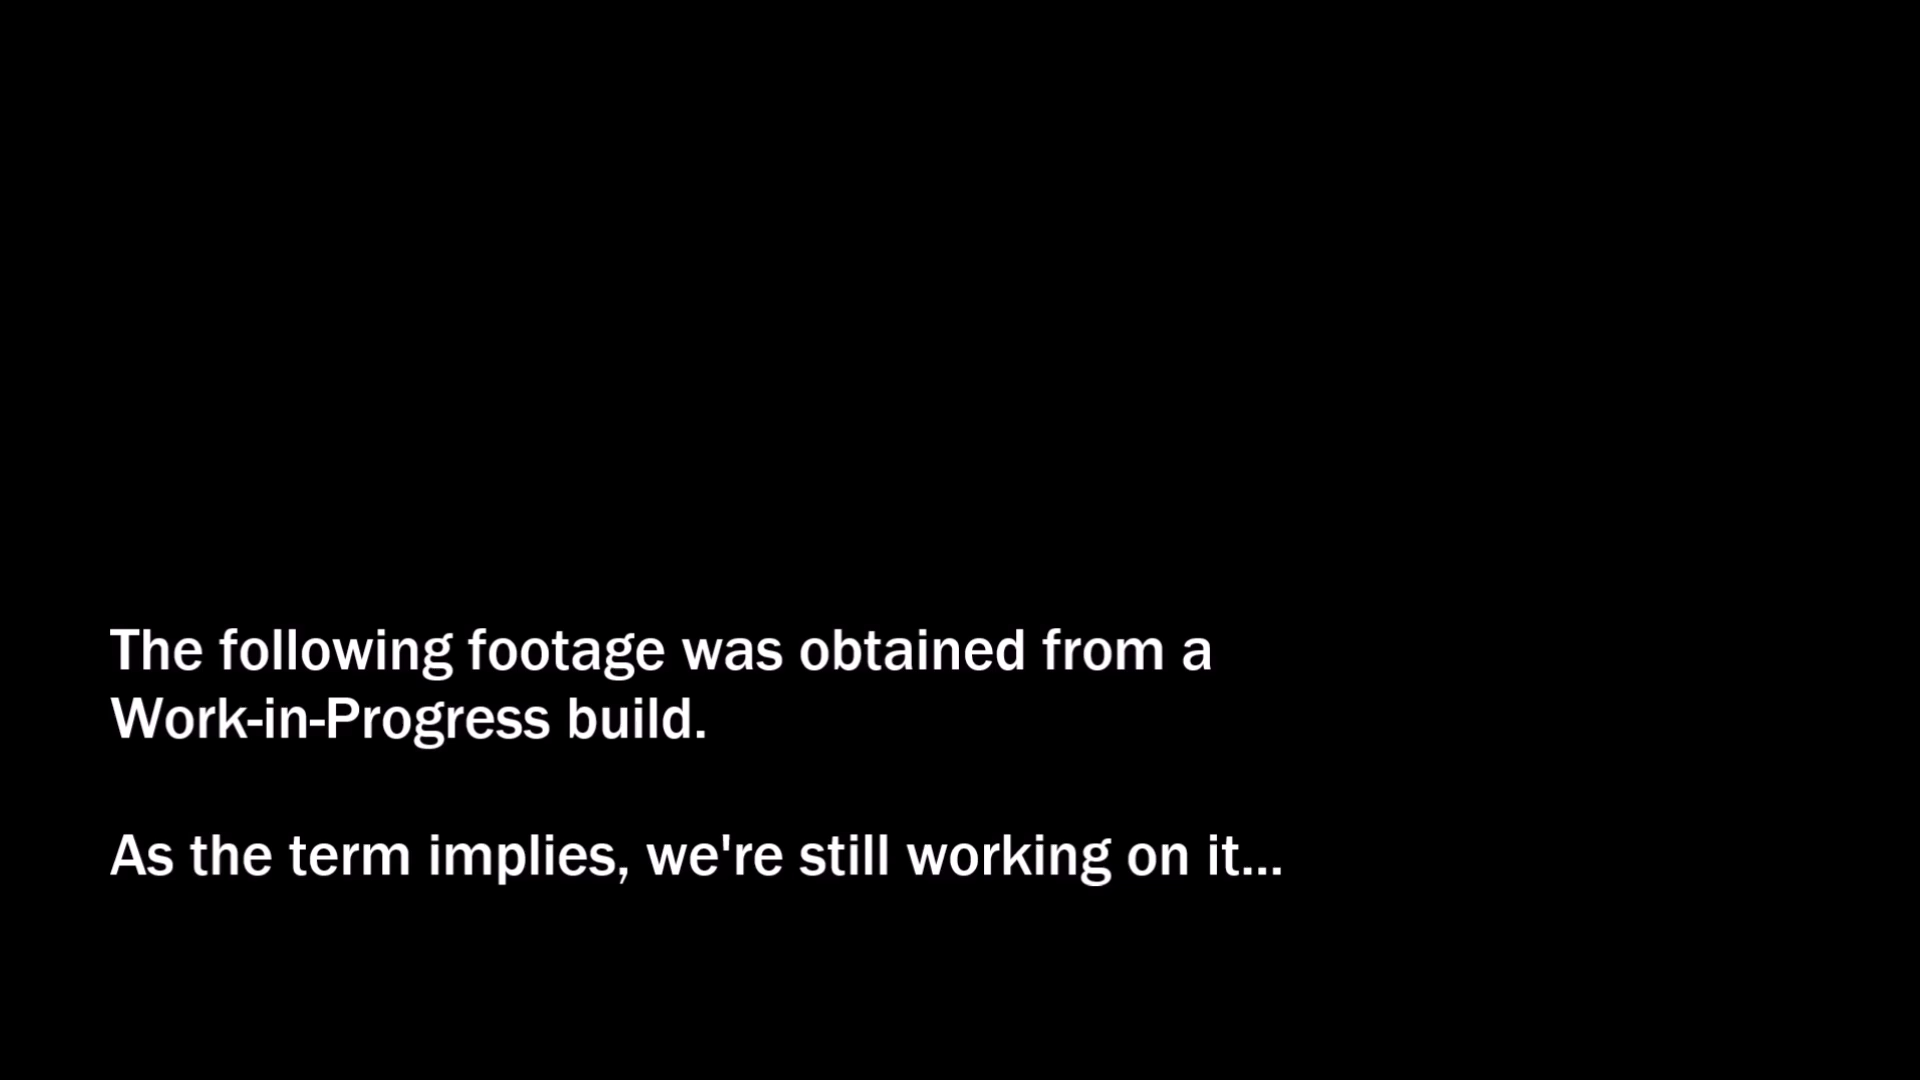 The following footage was obtained from a
Work-in-Progress build.
As the term implies, we're still working on it...